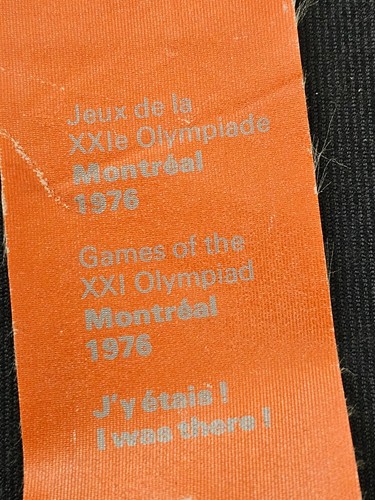 Jeux de la
XXIe Olympiade
Montréal
1976
Games of the
XXI Olympiad
Montréal
1976
J'y étais !
I was there !